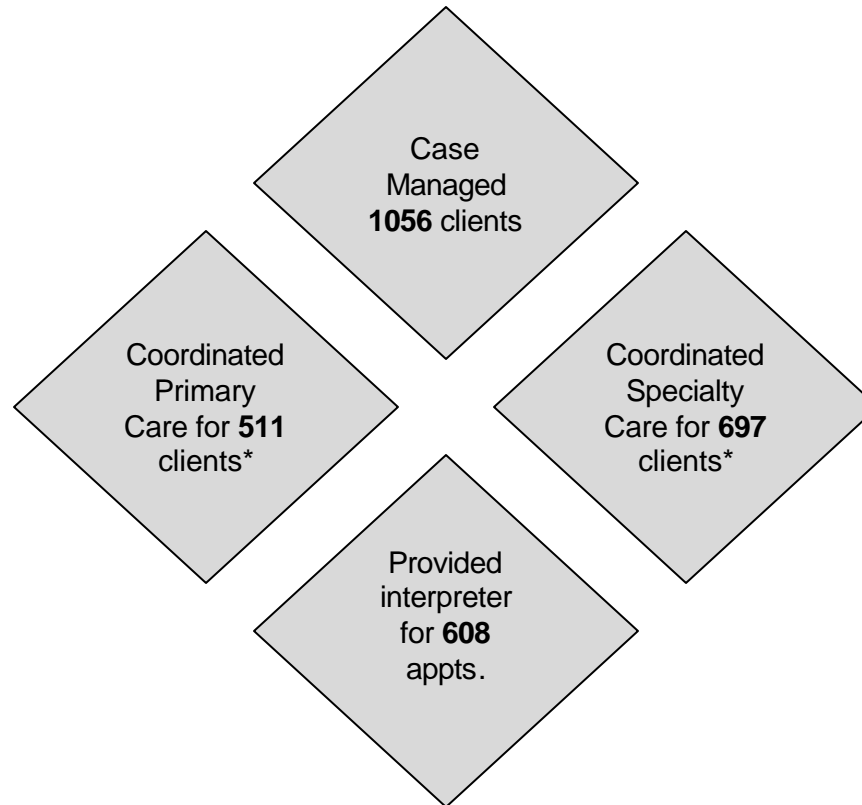 Case
Managed
1056 clients
Coordinated
Primary
Care for 511
clients*
Coordinated
Specialty
Care for 697
clients*
Provided
interpreter
for 608
appts.